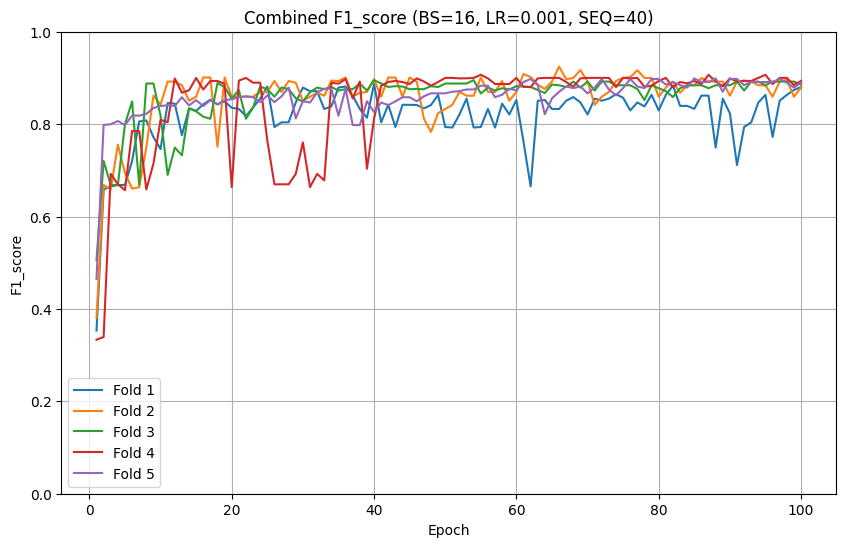 Combined F1_score (BS=16, LR=0.001, SEQ=40)
F1_score
1.0
0.8
0.6
0.4
0.2
0.0
Fold 1
Fold 2
Fold 3
Fold 4
Fold 5
0 20 40 60 80 100
Epoch